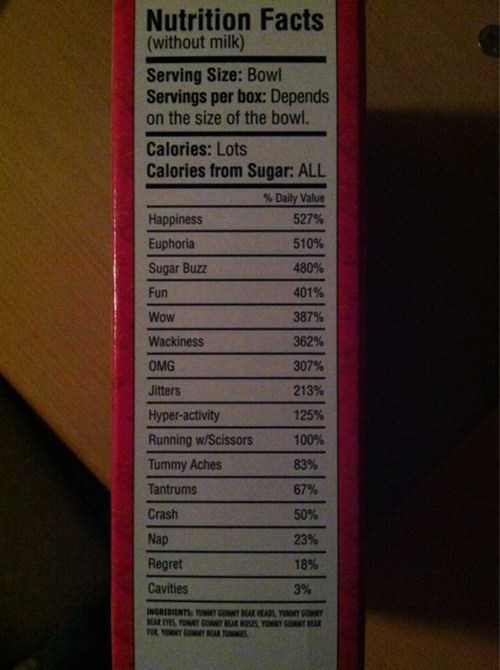 Nutrition Facts
(without milk)
Serving Size: Bowl
Servings per box: Depends
on the size of the bowl.
Calories: Lots
Calories from Sugar: ALL
% Daily Value
Happiness 527%
Euphoria 510%
Sugar Buzz 480%
Fun 401%
Wow 387%
Wackiness 362%
OMG 307%
Jitters 213%
Hyper-activity 125%
Running w/Scissors 100%
Tummy Aches 83%
Tantrums 67%
Crash 50%
Nap 23%
Regret 18%
Cavities 3%
INGREDIENTS: YUMMY GUMMY BEAR HEADS, YUMMY GUMMY
BEAR EYES, YUMMY GUMMY BEAR NOSES, YUMMY GUMMY BEAR
FUR, YUMMY GUMMY BEAR TUMMIES.